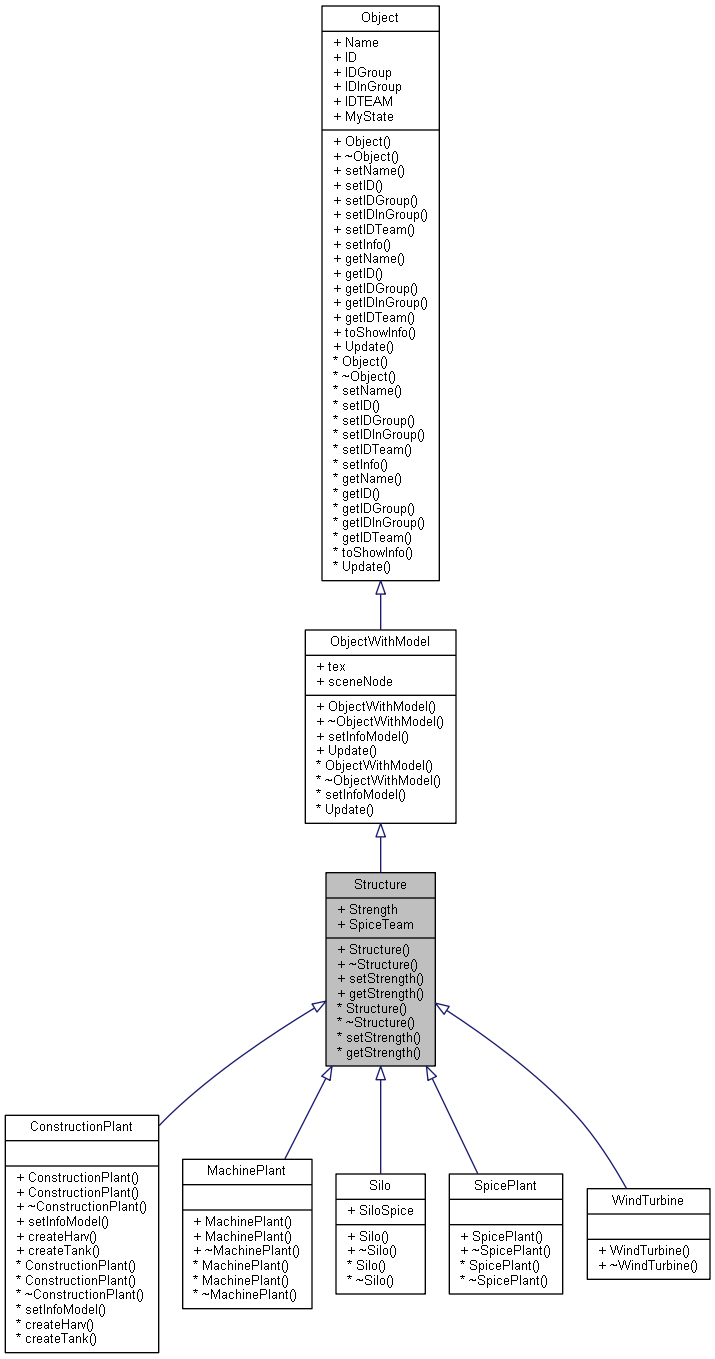 Object
+ Name
+ ID
+ IDGroup
+ IDInGroup
+ IDTEAM
+ MyState
+ Object()
+ ~Object()
+ setName()
+ setID()
+ setIDGroup()
+ setIDInGroup()
+ setIDTeam()
+ setInfo()
+ getName()
+ getID()
+ getIDGroup()
+ getIDInGroup()
+ getIDTeam()
+ toShowInfo()
+ Update()
* Object()
* ~Object()
* setName()
* setID()
* setIDGroup()
* setIDInGroup()
* setIDTeam()
* setInfo()
* getName()
* getID()
* getIDGroup()
* getIDInGroup()
* getIDTeam()
* toShowInfo()
* Update()
ObjectWithModel
+ tex
+ sceneNode
+ ObjectWithModel()
+ ~ObjectWithModel()
+ setInfoModel()
+ Update()
* ObjectWithModel()
* ~ObjectWithModel()
* setInfoModel()
* Update()
Structure
+ Strength
+ SpiceTeam
+ Structure()
+ ~Structure()
+ setStrength()
+ getStrength()
* Structure()
* ~Structure()
* setStrength()
* getStrength()
ConstructionPlant
+ ConstructionPlant()
+ ConstructionPlant()
+ ~ConstructionPlant()
+ setInfoModel()
+ createHarv()
+ createTank()
* ConstructionPlant()
* ConstructionPlant()
* ~ConstructionPlant()
* setInfoModel()
* createHarv()
* createTank()
MachinePlant
+ MachinePlant()
+ MachinePlant()
+ ~MachinePlant()
* MachinePlant()
* MachinePlant()
* ~MachinePlant()
Silo
+ SiloSpice
+ Silo()
+ ~Silo()
* Silo()
* ~Silo()
SpicePlant
+ SpicePlant()
+ ~SpicePlant()
* SpicePlant()
* ~SpicePlant()
WindTurbine
+ WindTurbine()
+ ~WindTurbine()